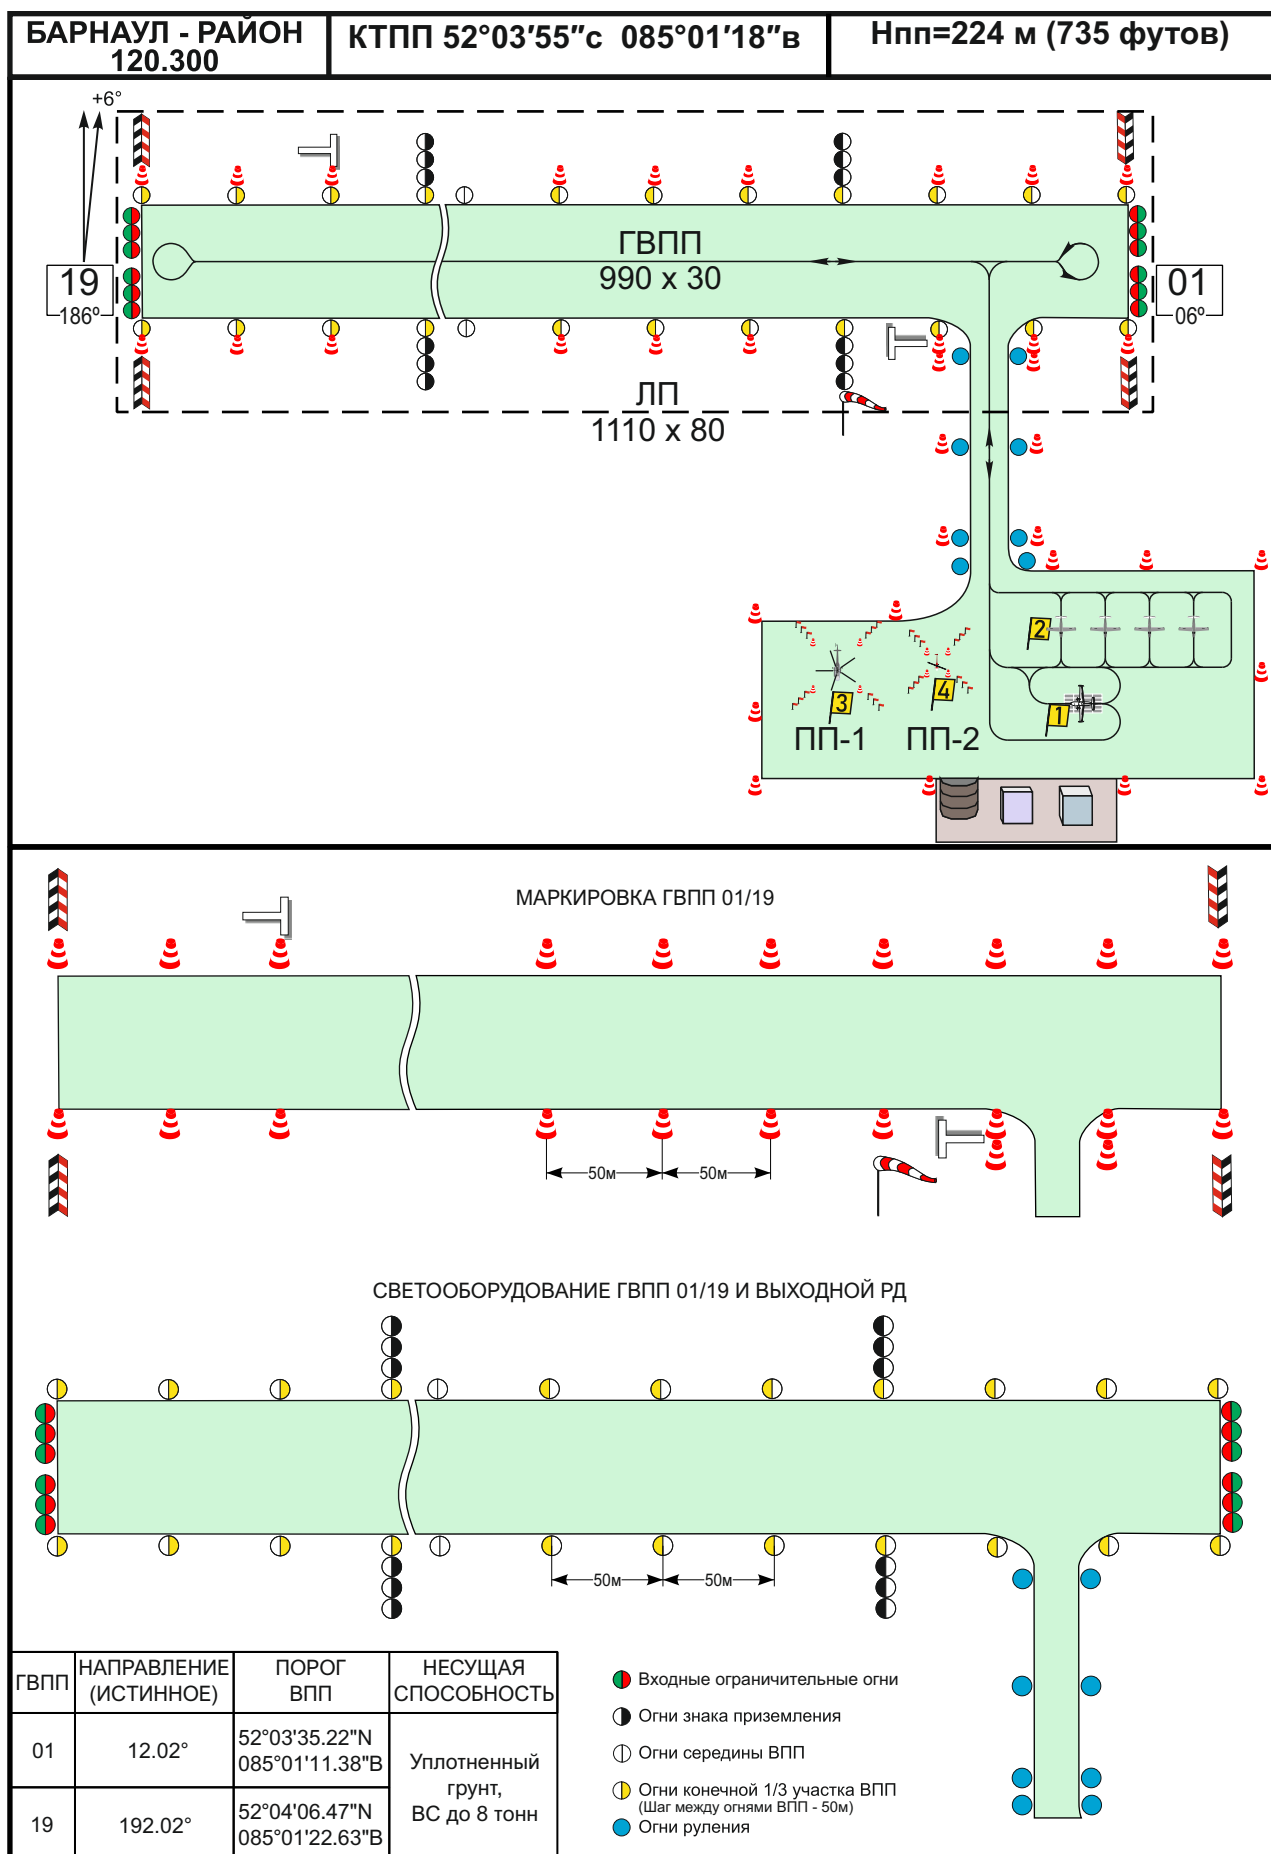 БАРНАУЛ - РАЙОН
120.300
КТПП 52°03'55"с 085°01'18"в
Нпп=224 м (735 футов)
+6°
19
186º
ГВПП
990 х 30
01
06º
ЛП
1110 х 80
2
3
4
1
ПП-1
ПП-2
МАРКИРОВКА ГВПП 01/19
50м
50м
СВЕТООБОРУДОВАНИЕ ГВПП 01/19 И ВЫХОДНОЙ РД
50м
50м
ГВПП
НАПРАВЛЕНИЕ
(ИСТИННОЕ)
ПОРОГ
ВПП
НЕСУЩАЯ
СПОСОБНОСТЬ
01
12.02°
52°03'35.22"N
085°01'11.38"В
Уплотненный
грунт,
ВС до 8 тонн
19
192.02°
52°04'06.47"N
085°01'22.63"В
Входные ограничительные огни
Огни знака приземления
Огни середины ВПП
Огни конечной 1/3 участка ВПП
(Шаг между огнями ВПП - 50м)
Огни руления